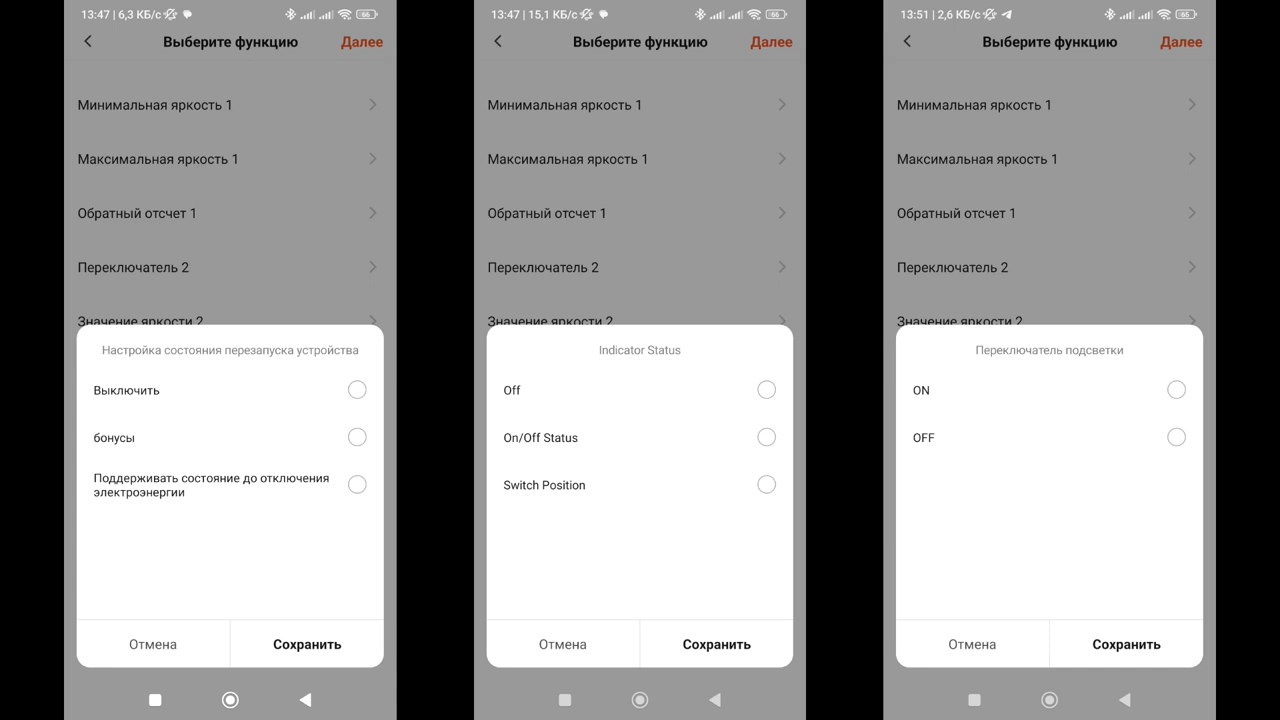 13:47 | 6,3 КБ/с
66
Выберите функцию
Далее
Минимальная яркость 1
Максимальная яркость 1
Обратный отсчет 1
Переключатель 2
Значение яркости 2
Настройка состояния перезапуска устройства
Выключить
бонусы
Поддерживать состояние до отключения
электроэнергии
Отмена
Сохранить
13:47 | 15,1 КБ/с
66
Выберите функцию
Далее
Минимальная яркость 1
Максимальная яркость 1
Обратный отсчет 1
Переключатель 2
Значение яркости 2
Indicator Status
Off
On/Off Status
Switch Position
Отмена
Сохранить
13:51 | 2,6 КБ/с
65
Выберите функцию
Далее
Минимальная яркость 1
Максимальная яркость 1
Обратный отсчет 1
Переключатель 2
Значение яркости 2
Переключатель подсветки
ON
OFF
Отмена
Сохранить